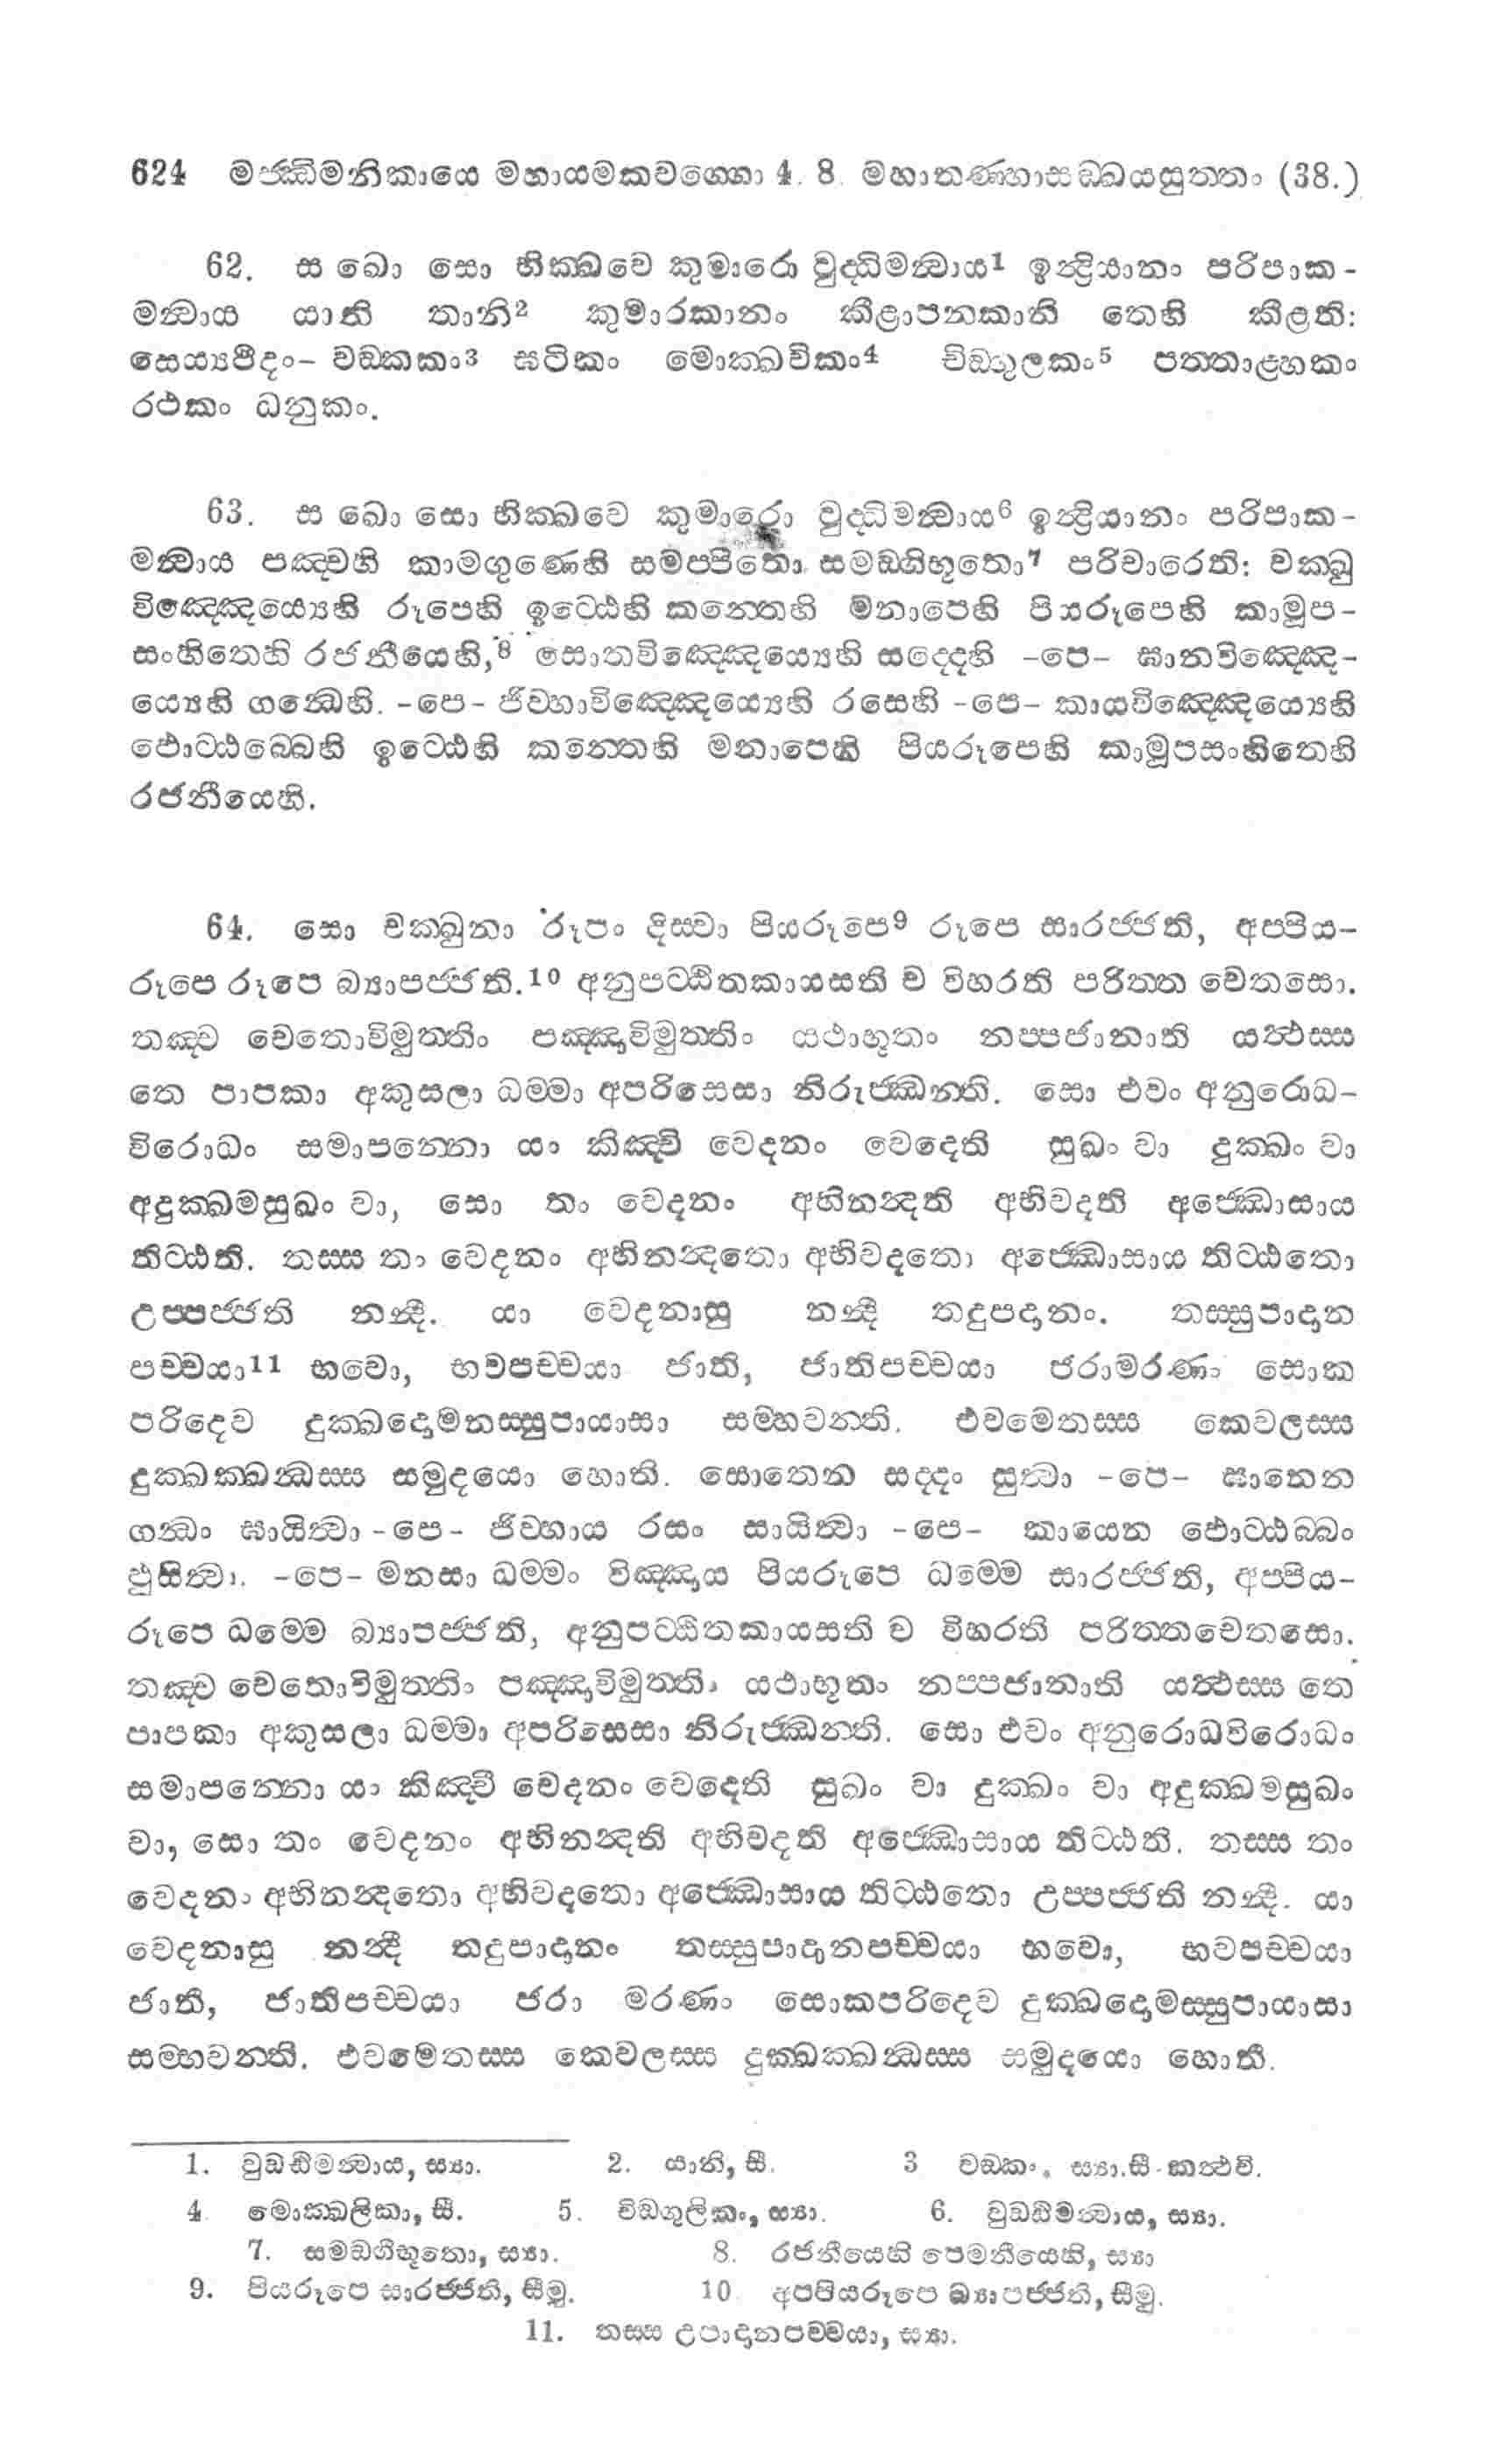 624 මජ්ඣිමනිකායෙ මහායමකවග්ගො 4. 8. මහාතණ්හාසඞ්ඛයසුත්තං (38.)
62. ස ඛො සො භික්ඛවෙ කුමාරො වුද්ධිමන්වාය1 ඉන්ද්‍රියානං පරිපාක-
මන්වාය යානි තානි2 කුමාරකානං කීළාපනකානි තෙහි කීළති:
සෙය්‍යථීදං- වඞ්කකං3 ඝටිකං මොක්ඛචිකං4 චිඞ්ගුලකං5 පත්තාළ්හකං
රථකං ධනුකං.
63. ස ඛො සො භික්ඛවෙ කුමාරො වුද්ධිමන්වාය6 ඉන්ද්‍රියානං පරිපාක-
මන්වාය පඤ්චහි කාමගුණෙහි සමප්පිතො සමඞ්ගිභූතො7 පරිචාරෙති: චක්ඛු
විඤ්ඤෙය්‍යෙහි රූපෙහි ඉට්ඨෙහි කන්තෙහි මනාපෙහි පියරූපෙහි කාමූප-
සංහිතෙහි රජනීයෙහි,8 සොතවිඤ්ඤෙය්‍යෙහි සද්දෙහි -පෙ- ඝානවිඤ්ඤෙ-
ය්‍යෙහි ගන්ධෙහි. -පෙ- ජිව්හාවිඤ්ඤෙය්‍යෙහි රසෙහි -පෙ- කායවිඤ්ඤෙය්‍යෙහි
ඵොට්ඨබ්බෙහි ඉට්ඨෙහි කන්තෙහි මනාපෙහි පියරූපෙහි කාමූපසංහිතෙහි
රජනීයෙහි.
64. සො චක්ඛුනා රූපං දිස්වා පියරූපෙ9 රූපෙ සාරජ්ජති, අප්පිය-
රූපෙ රූපෙ බ්‍යාපජ්ජති.10 අනුපට්ඨිතකායසති ච විහරති පරිත්ත චෙතසො.
තඤ්ච චෙතොවිමුත්තිං පඤ්ඤාවිමුත්තිං යථාභූතං නප්පජානාති යත්ථස්ස
තෙ පාපකා අකුසලා ධම්මා අපරිසෙසා නිරුජ්ඣන්ති. සො එවං අනුරොධ-
විරොධං සමාපන්නො යං කිඤ්චි වෙදනං වෙදෙති සුඛං වා දුක්ඛං වා
අදුක්ඛමසුඛං වා, සො තං වෙදනං අභිනන්දති අභිවදති අජ්ඣොසාය
තිට්ඨති. තස්ස තං වෙදනං අභිනන්දතො අභිවදතො අජ්ඣොසාය තිට්ඨතො
උප්පජ්ජති නන්දී. යා වෙදනාසු නන්දී තදුපදානං. තස්සුපාදාන
පච්චයා11 භවො, භවපච්චයා ජාති, ජාතිපච්චයා ජරාමරණං සොක
පරිදෙව දුක්ඛදොමනස්සුපායාසා සම්භවන්ති. එවමෙතස්ස කෙවලස්ස
දුක්ඛක්ඛන්ධස්ස සමුදයො හොති. සොතෙන සද්දං සුත්වා -පෙ- ඝානෙන
ගන්ධං ඝායිත්වා -පෙ- ජිව්හාය රසං සායිත්වා -පෙ- කායෙන ඵොට්ඨබ්බං
ඵුසිත්වා. -පෙ- මනසා ධම්මං විඤ්ඤාය පියරූපෙ ධම්මෙ සාරජ්ජති, අප්පිය-
රූපෙ ධම්මෙ බ්‍යාපජ්ජති, අනුපට්ඨිතකායසති ච විහරති පරිත්තචෙතසො.
තඤ්ච චෙතොවිමුත්තිං පඤ්ඤාවිමුත්තිං යථාභූතං නප්පජානාති යත්ථස්ස තෙ
පාපකා අකුසලා ධම්මා අපරිසෙසා නිරුජ්ඣන්ති. සො එවං අනුරොධවිරොධං
සමාපන්නො යං කිඤ්චි වෙදනං වෙදෙති සුඛං වා දුක්ඛං වා අදුක්ඛමසුඛං
වා, සො තං වෙදනං අභිනන්දති අභිවදති අජ්ඣොසාය තිට්ඨති. තස්ස තං
වෙදනං අභිනන්දතො අභිවදතො අජ්ඣොසාය තිට්ඨතො උප්පජ්ජති නන්දී. යා
වෙදනාසු නන්දී තදුපාදානං තස්සුපාදානපච්චයා භවො, භවපච්චයා
ජාති, ජාතිපච්චයා ජරා මරණං සොකපරිදෙව දුක්ඛදොමස්සුපායාසා
සම්භවන්ති. එවමෙතස්ස කෙවලස්ස දුක්ඛක්ඛන්ධස්ස සමුදයො හොති.
1. වුඞ්ඪිමන්වාය, ස්‍යා. 2. යානි, සී. 3 වඞ්කං, ස්‍යා.සී කත්ථචි.
4 මොක්ඛලිකා, සී. 5. චිඞ්ගුලිකං, ස්‍යා. 6. වුඞ්ඪිමන්වාය, ස්‍යා.
7. සමඞ්ගීභූතො, ස්‍යා. 8. රජනීයෙහි පෙමනීයෙහි, ස්‍යා
9. පියරූපෙ සාරජ්ජති, සීමු. 10 අප්පියරූපෙ බ්‍යාපජ්ජති, සීමු.
11. තස්ස උපාදානපච්චයා, ස්‍යා.